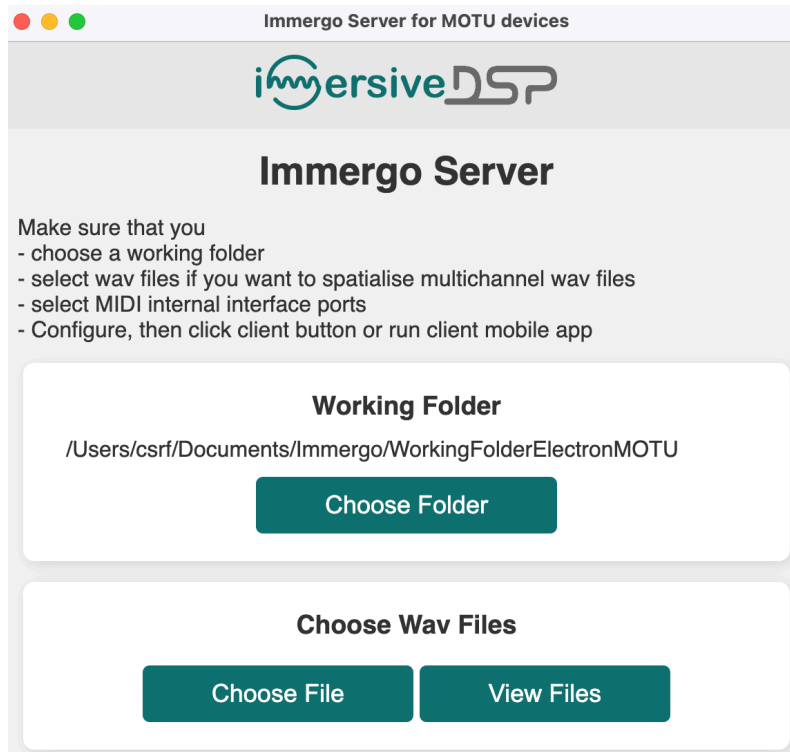 Immergo Server for MOTU devices
immersiveDSP
Immergo Server
Make sure that you
- choose a working folder
- select wav files if you want to spatialise multichannel wav files
- select MIDI internal interface ports
- Configure, then click client button or run client mobile app
Working Folder
/Users/csrf/Documents/Immergo/WorkingFolderElectronMOTU
Choose Folder
Choose Wav Files
Choose File View Files